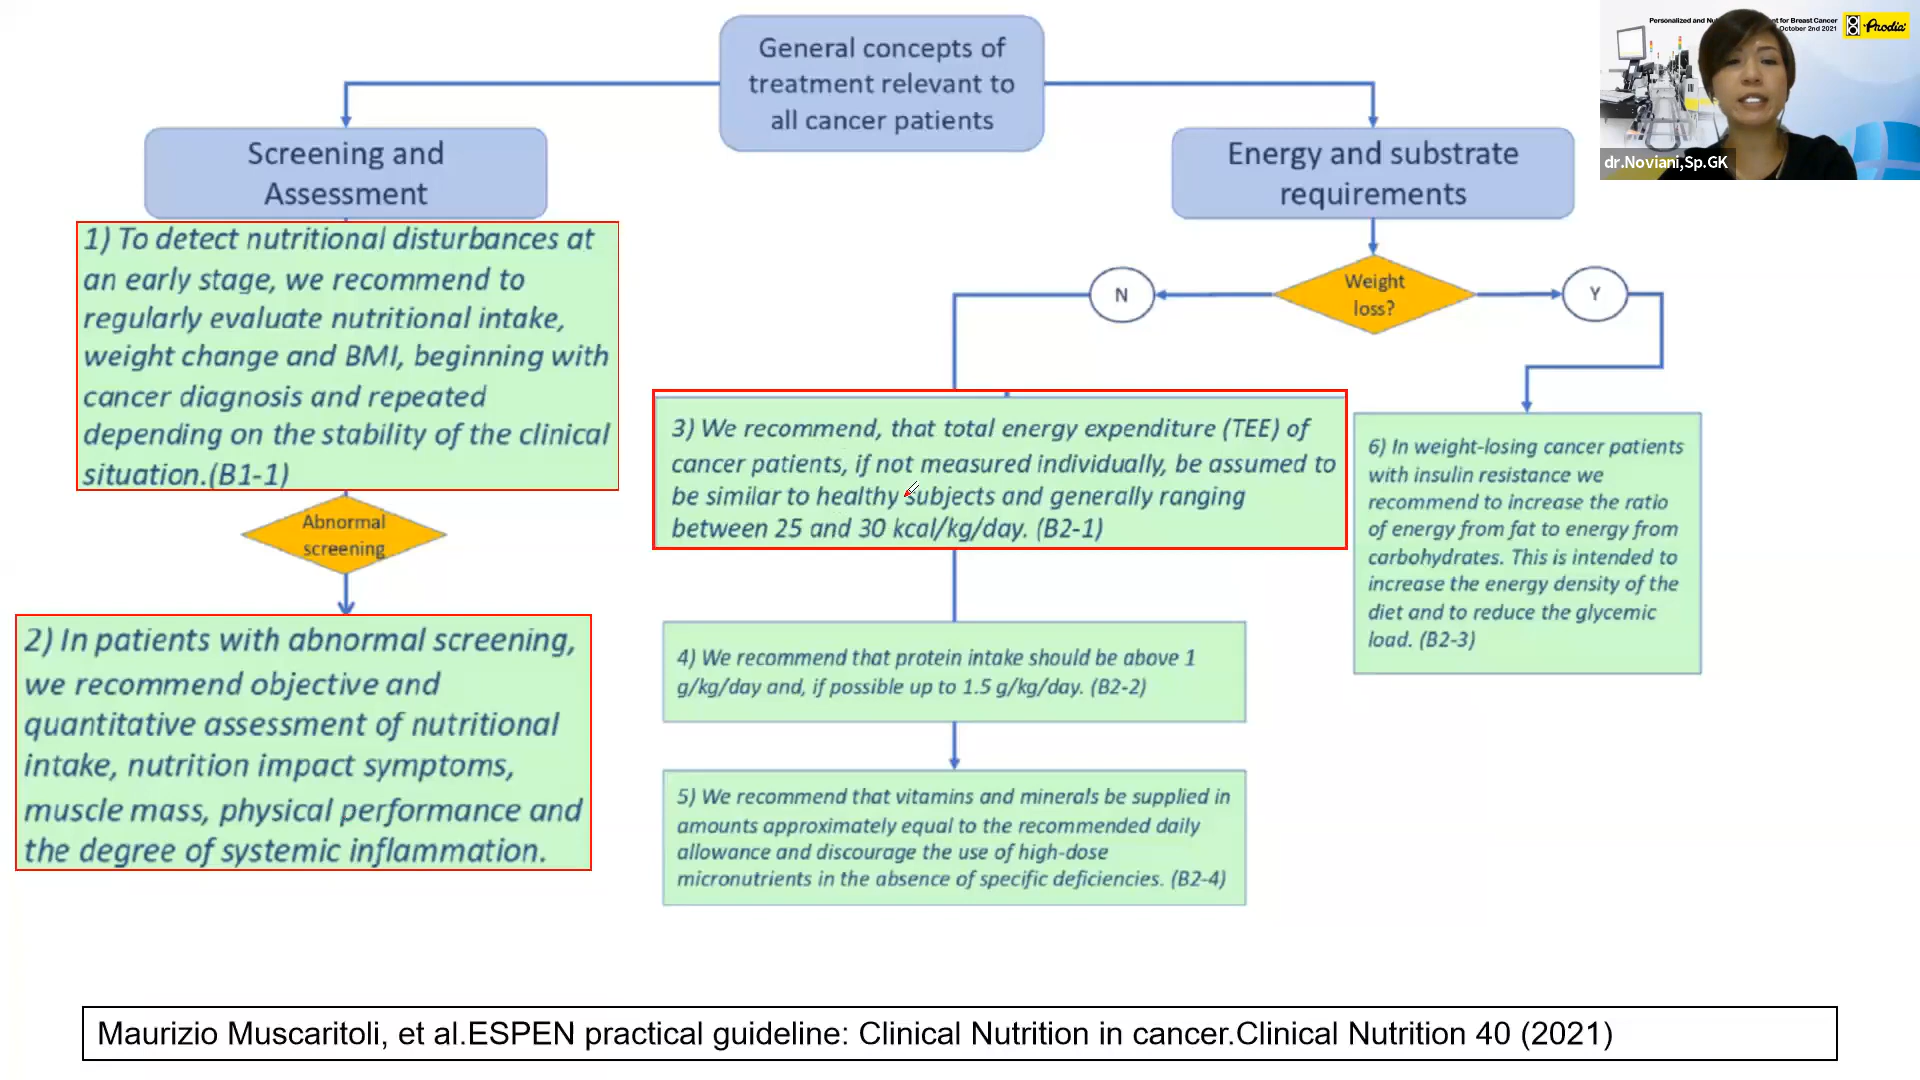 General concepts of
treatment relevant to
all cancer patients
Screening and
Assessment
1) To detect nutritional disturbances at
an early stage, we recommend to
regularly evaluate nutritional intake,
weight change and BMI, beginning with
cancer diagnosis and repeated
depending on the stability of the clinical
situation.(B1-1)
Abnormal
screening
2) In patients with abnormal screening,
we recommend objective and
quantitative assessment of nutritional
intake, nutrition impact symptoms,
muscle mass, physical performance and
the degree of systemic inflammation.
Energy and substrate
requirements
Weight
loss?
N
Y
3) We recommend, that total energy expenditure (TEE) of
cancer patients, if not measured individually, be assumed to
be similar to healthy subjects and generally ranging
between 25 and 30 kcal/kg/day. (B2-1)
4) We recommend that protein intake should be above 1
g/kg/day and, if possible up to 1.5 g/kg/day. (B2-2)
5) We recommend that vitamins and minerals be supplied in
amounts approximately equal to the recommended daily
allowance and discourage the use of high-dose
micronutrients in the absence of specific deficiencies. (B2-4)
6) In weight-losing cancer patients
with insulin resistance we
recommend to increase the ratio
of energy from fat to energy from
carbohydrates. This is intended to
increase the energy density of the
diet and to reduce the glycemic
load. (B2-3)
Personalized and for Breast Cancer
October 2nd 2021
Prodia
dr.Noviani,Sp.GK
Maurizio Muscaritoli, et al.ESPEN practical guideline: Clinical Nutrition in cancer.Clinical Nutrition 40 (2021)